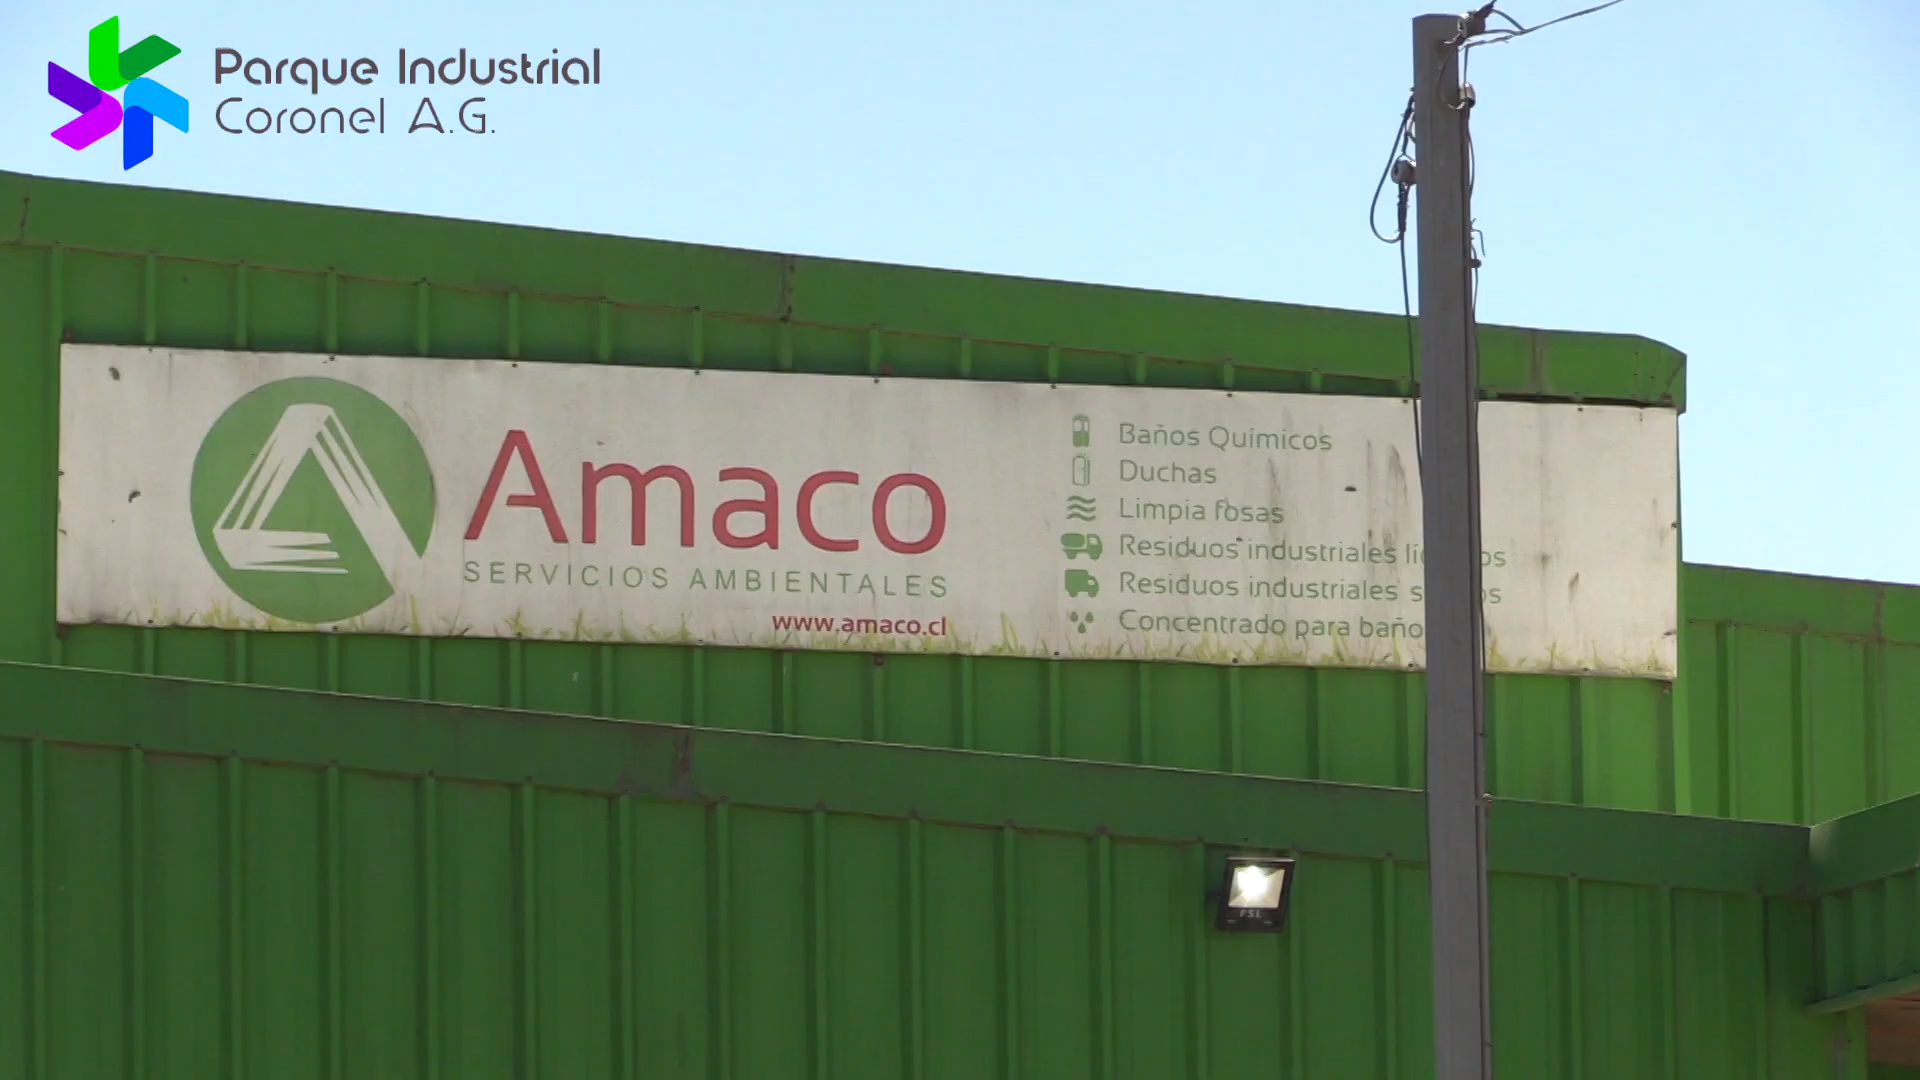 Parque Industrial
Coronel A.G.
Amaco
SERVICIOS AMBIENTALES
www.amaco.cl
Baños Químicos
Duchas
Limpia fosas
Residuos industriales
Residuos industriales
Concentrado para
FSL